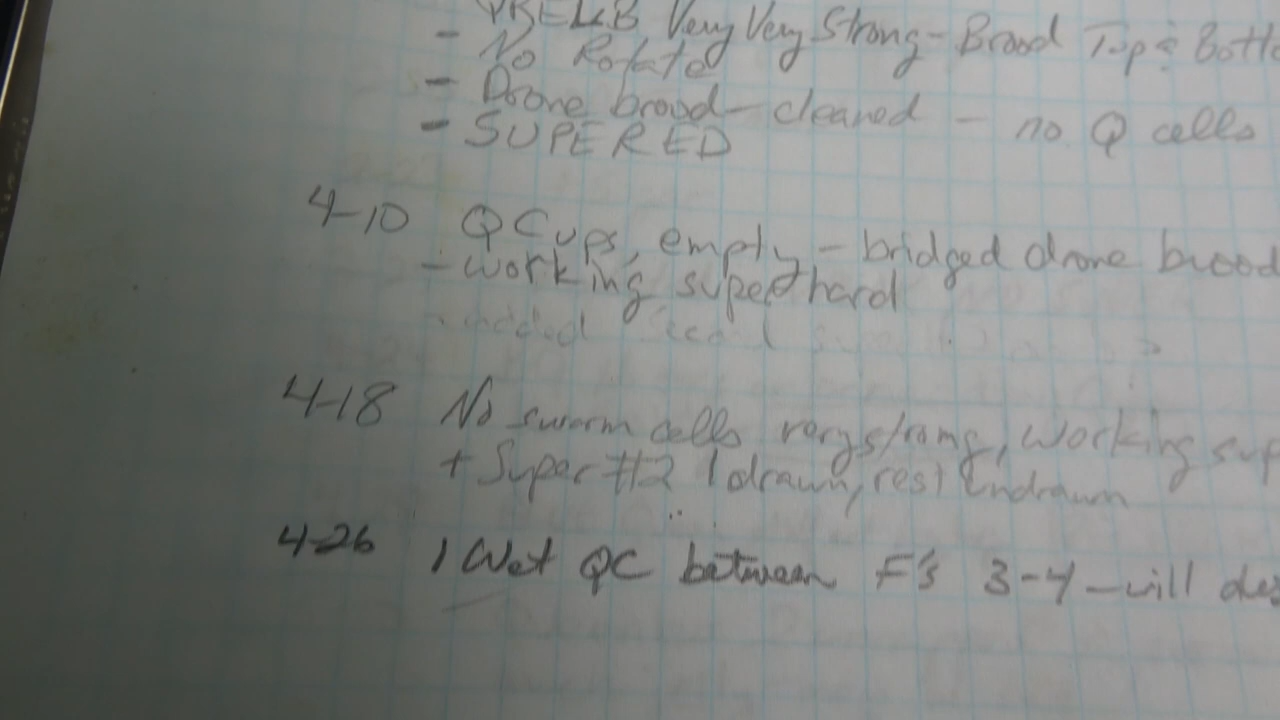 Very Very Strong - Brood Top & Botto
- No Rotate
- Drone brood - cleaned - no Q cells
- SUPERED
4-10 Q Cups, empty - bridged drone brood
- working super hard
added
4-18 No swarm cells very strong, working sup
+ Super #2 1 drawn, rest undrawn
4-26 1 Wet QC between F's 3-4 - will des